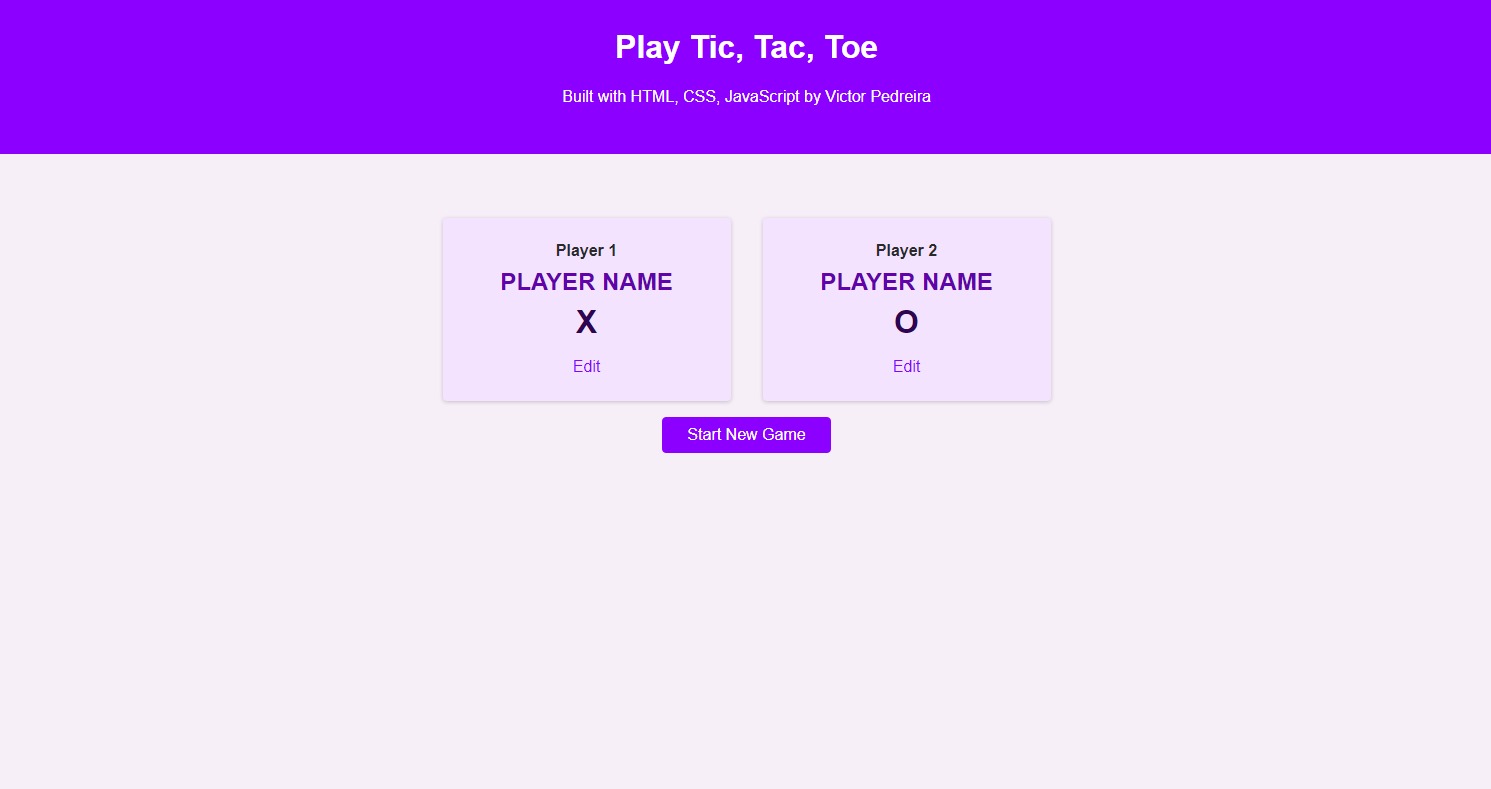 Play Tic, Tac, Toe
Built with HTML, CSS, JavaScript by Victor Pedreira
Player 1
PLAYER NAME
X
Edit
Player 2
PLAYER NAME
O
Edit
Start New Game